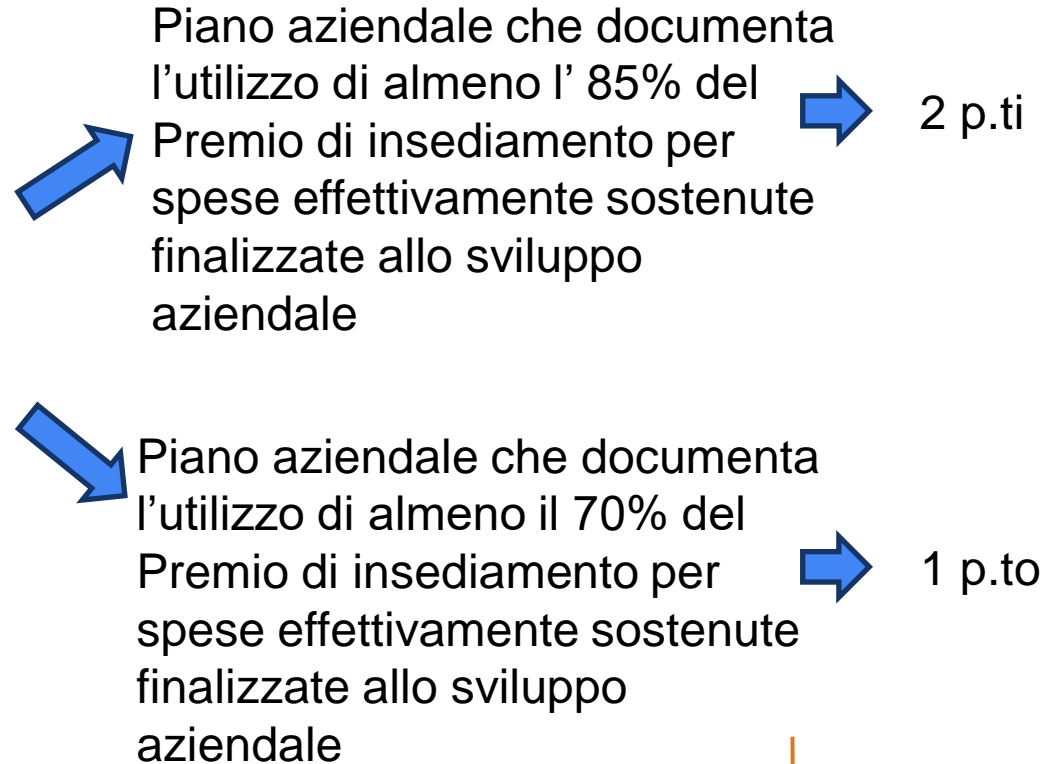 Piano aziendale che documenta
l’utilizzo di almeno l’ 85% del
Premio di insediamento per
spese effettivamente sostenute
finalizzate allo sviluppo
aziendale
2 p.ti
Piano aziendale che documenta
l’utilizzo di almeno il 70% del
Premio di insediamento per
spese effettivamente sostenute
finalizzate allo sviluppo
aziendale
1 p.to